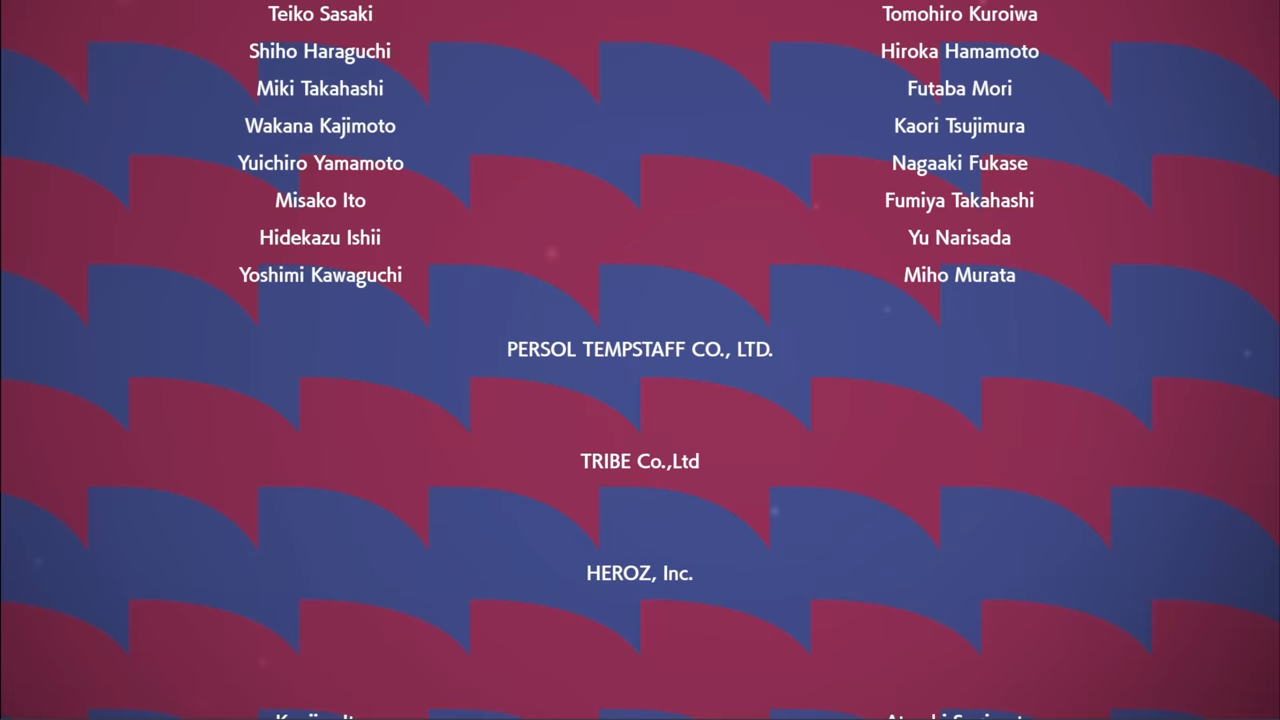 Teiko Sasaki
Tomohiro Kuroiwa
Shiho Haraguchi
Hiroka Hamamoto
Miki Takahashi
Futaba Mori
Wakana Kajimoto
Kaori Tsujimura
Yuichiro Yamamoto
Nagaaki Fukase
Misako Ito
Fumiya Takahashi
Hidekazu Ishii
Yu Narisada
Yoshimi Kawaguchi
Miho Murata
PERSOL TEMPSTAFF CO., LTD.
TRIBE Co.,Ltd
HEROZ, Inc.